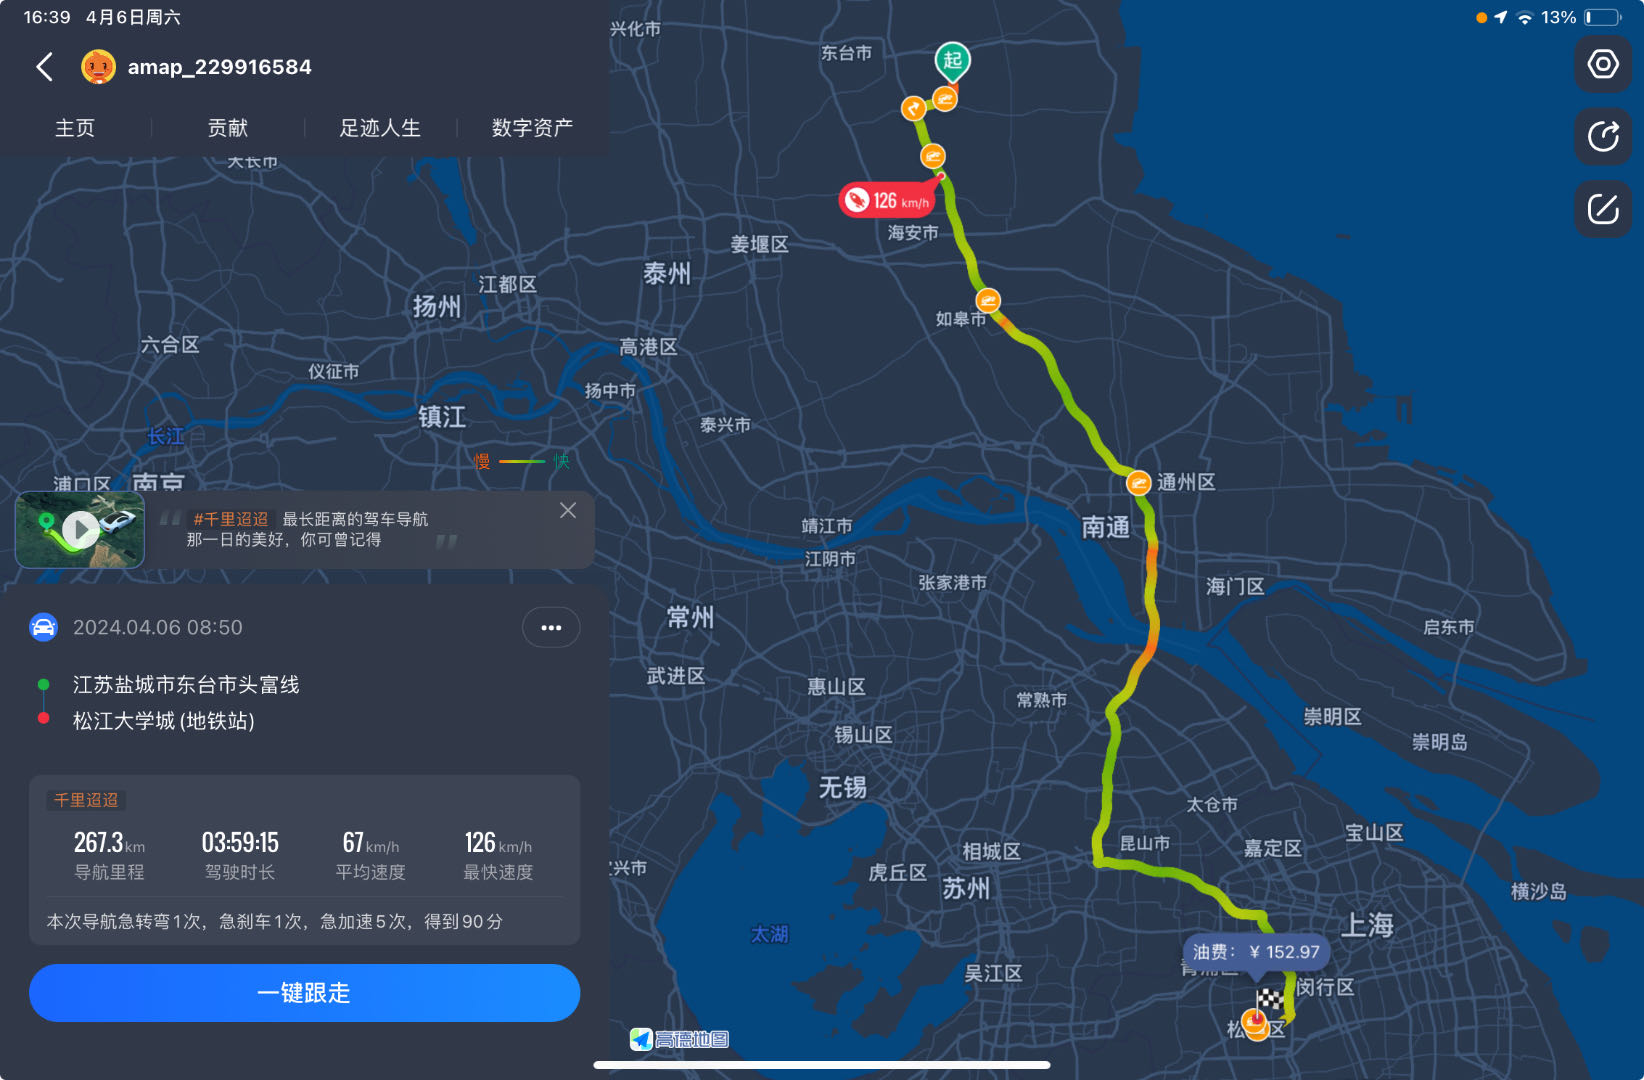 16:39 4月6日周六
13%
amap_229916584
主页
贡献
足迹人生
数字资产
兴化市
东台市
起
天长市
126 km/h
海安市
姜堰区
泰州
江都区
扬州
如皋市
六合区
高港区
仪征市
扬中市
镇江
泰兴市
长江
慢
快
浦口区
南京
通州区
#千里迢迢 最长距离的驾车导航
那一日的美好，你可曾记得
靖江市
南通
江阴市
张家港市
海门区
常州
启东市
2024.04.06 08:50
武进区
惠山区
常熟市
江苏盐城市东台市头富线
松江大学城(地铁站)
锡山区
崇明区
崇明岛
无锡
千里迢迢
太仓市
267.3km
导航里程
03:59:15
驾驶时长
67km/h
平均速度
126km/h
最快速度
昆山市
宝山区
嘉定区
相城区
虎丘区
苏州
横沙岛
本次导航急转弯1次，急刹车1次，急加速5次，得到90分
上海
太湖
油费：¥ 152.97
吴江区
闵行区
一键跟走
高德地图